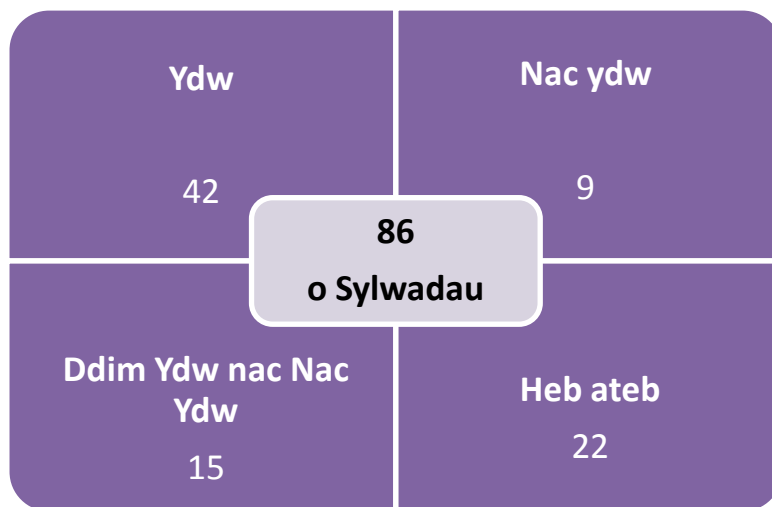 Ydw
Nac ydw
42
9
86
o Sylwadau
Ddim Ydw nac Nac
Ydw
15
Heb ateb
22